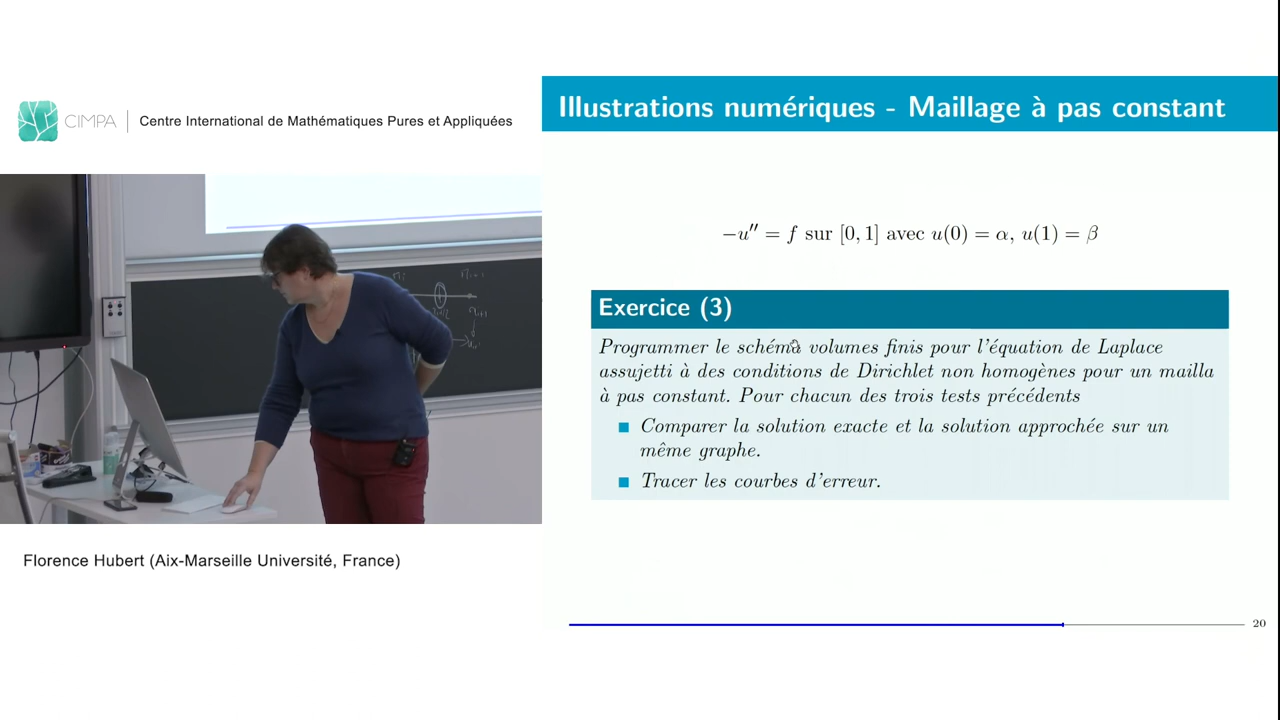 CIMPA
Centre International de Mathématiques Pures et Appliquées
Illustrations numériques - Maillage à pas constant
−u″ = f sur [0, 1] avec u(0) = α, u(1) = β
Exercice (3)
Programmer le schéma volumes finis pour l'équation de Laplace
assujetti à des conditions de Dirichlet non homogènes pour un mailla
à pas constant. Pour chacun des trois tests précédents
Comparer la solution exacte et la solution approchée sur un
même graphe.
Tracer les courbes d'erreur.
Florence Hubert (Aix-Marseille Université, France)
20